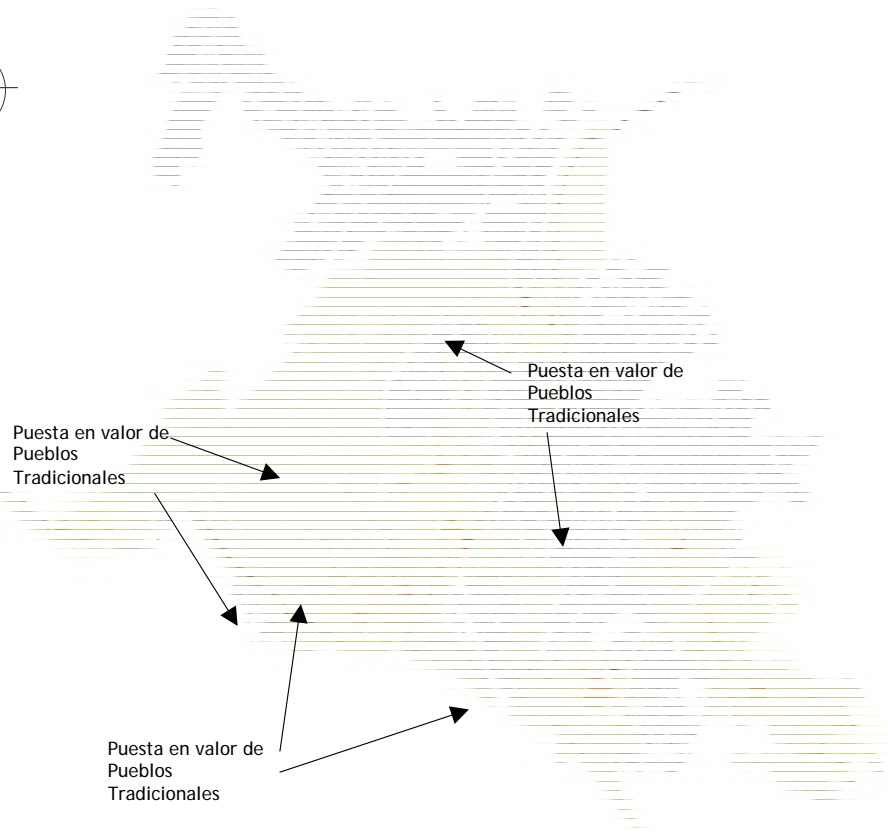 Puesta en valor de
Pueblos
Tradicionales
Puesta en valor de
Pueblos
Tradicionales
Puesta en valor de
Pueblos
Tradicionales